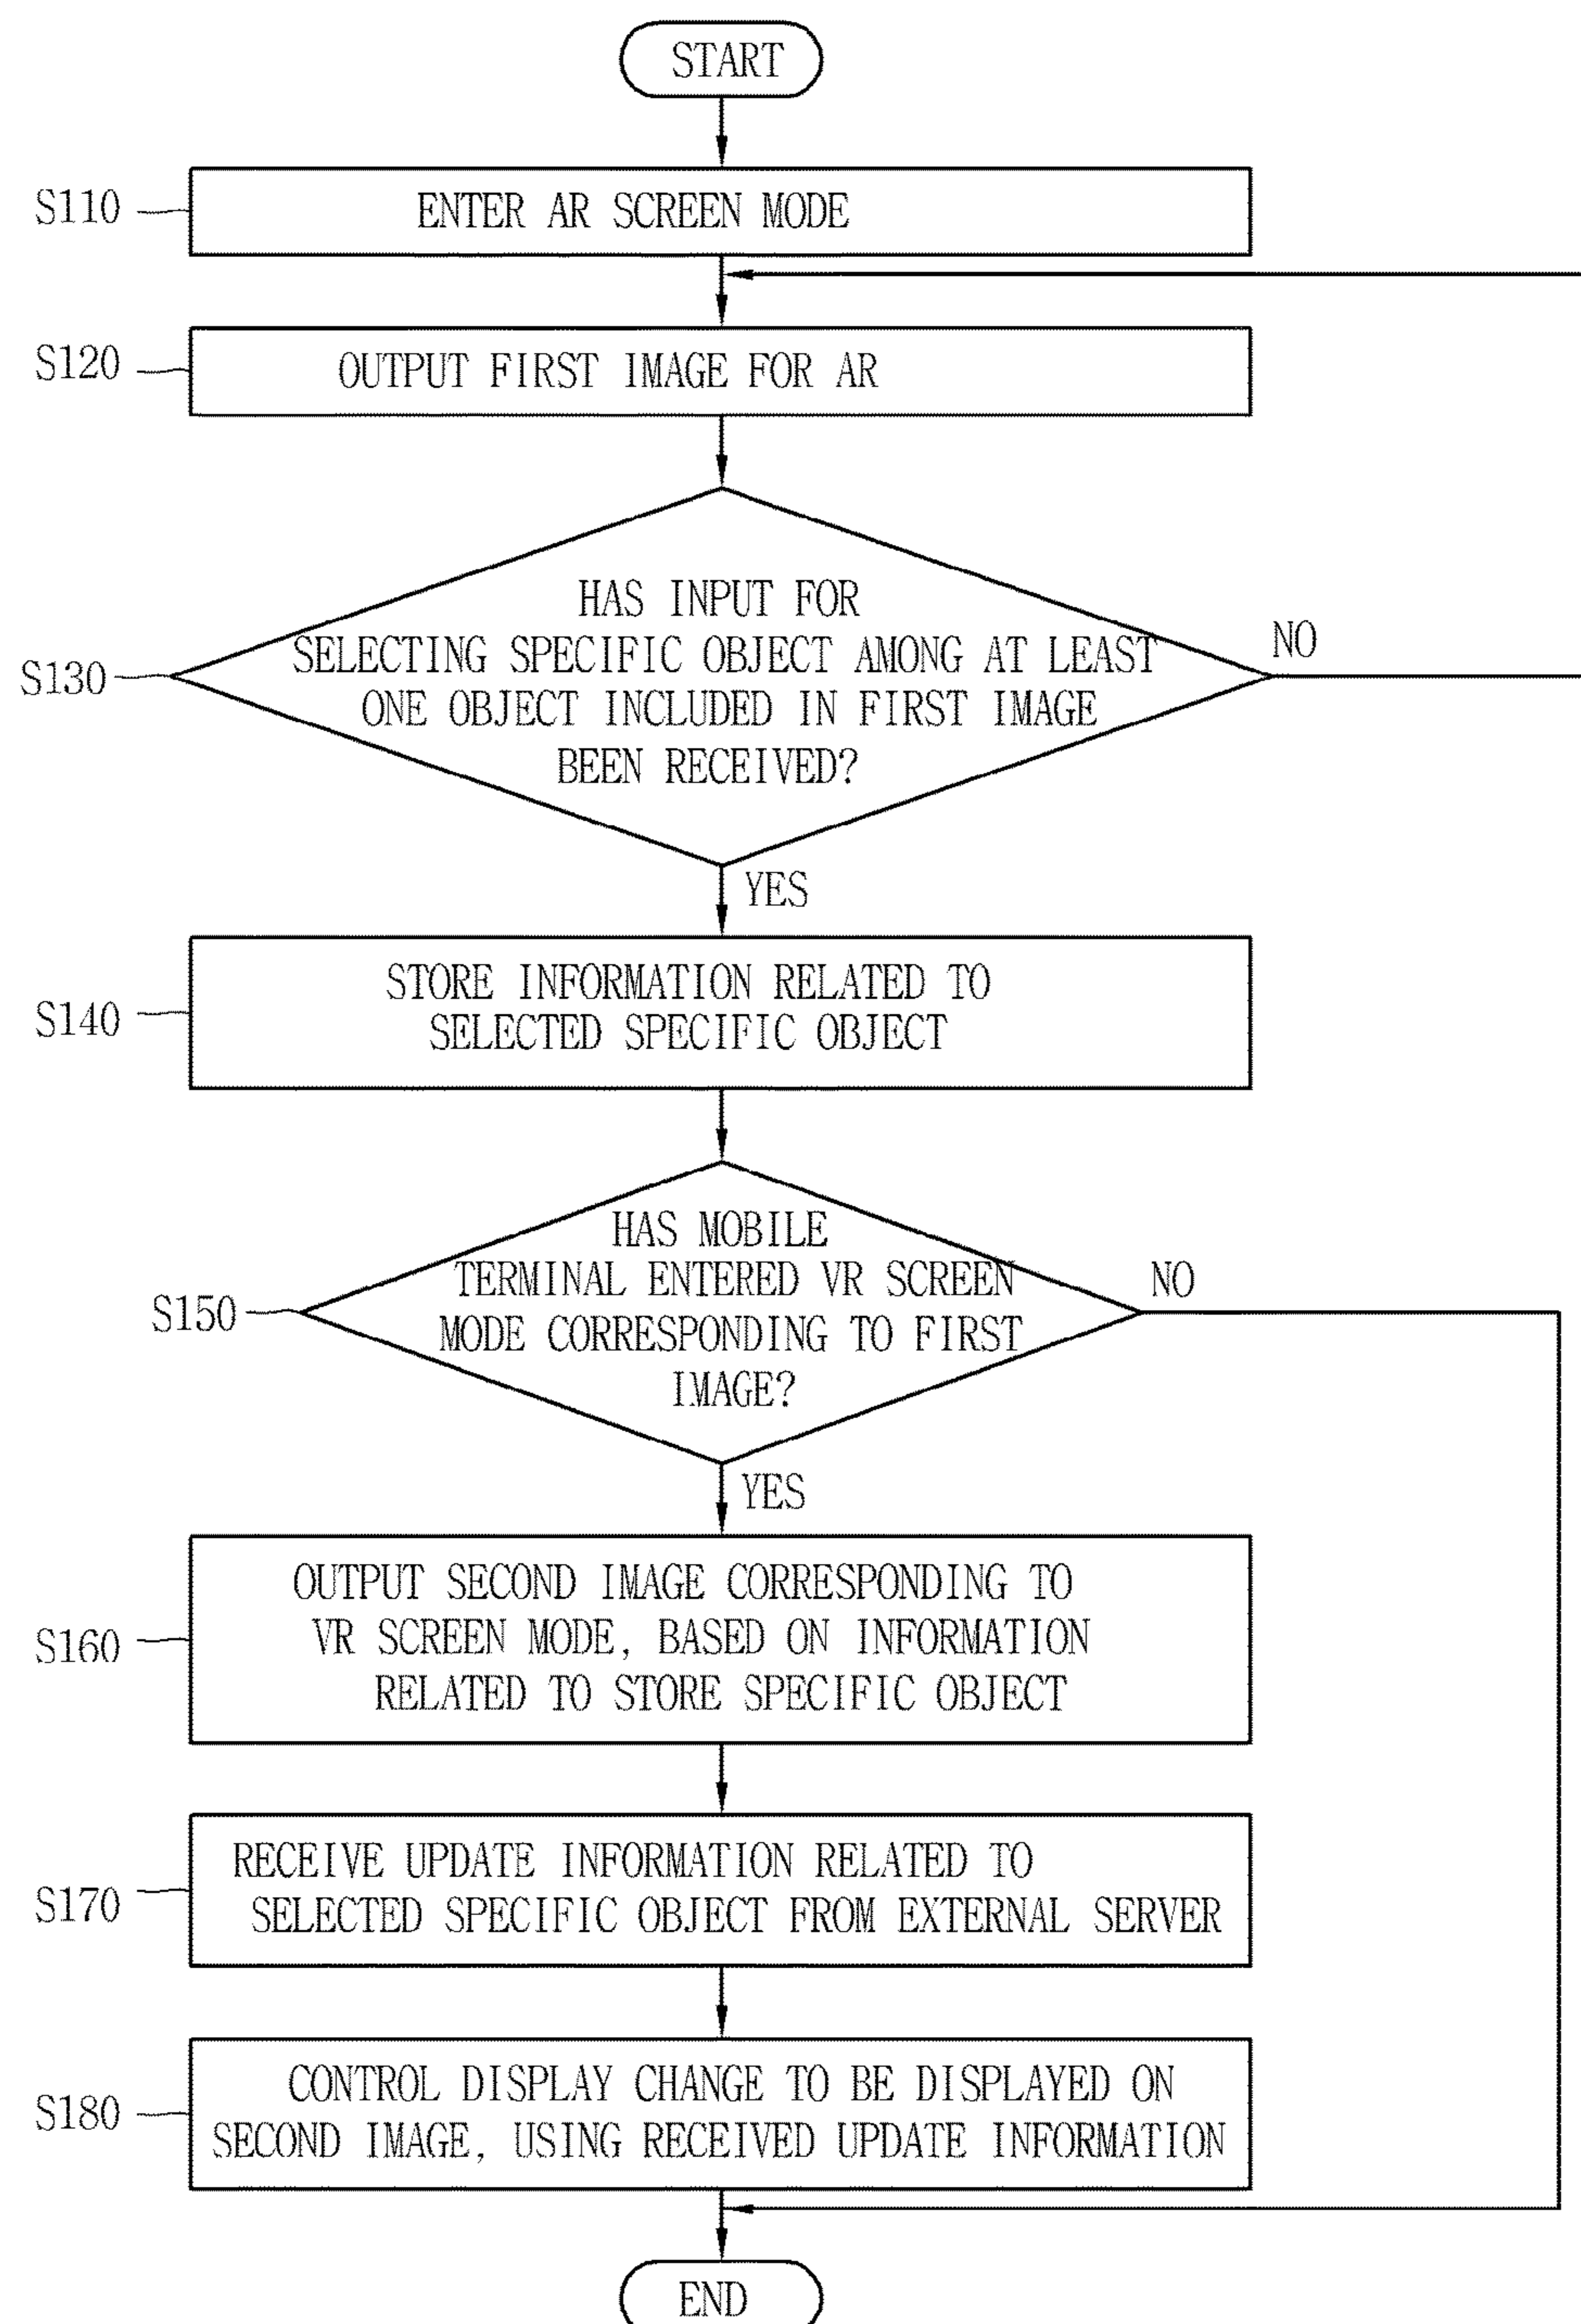 START
S110
ENTER AR SCREEN MODE
S120
OUTPUT FIRST IMAGE FOR AR
S130
HAS INPUT FOR
SELECTING SPECIFIC OBJECT AMONG AT LEAST
ONE OBJECT INCLUDED IN FIRST IMAGE
BEEN RECEIVED?
NO
YES
S140
STORE INFORMATION RELATED TO
SELECTED SPECIFIC OBJECT
S150
HAS MOBILE
TERMINAL ENTERED VR SCREEN
MODE CORRESPONDING TO FIRST
IMAGE?
NO
YES
S160
OUTPUT SECOND IMAGE CORRESPONDING TO
VR SCREEN MODE, BASED ON INFORMATION
RELATED TO STORE SPECIFIC OBJECT
S170
RECEIVE UPDATE INFORMATION RELATED TO
SELECTED SPECIFIC OBJECT FROM EXTERNAL SERVER
S180
CONTROL DISPLAY CHANGE TO BE DISPLAYED ON
SECOND IMAGE, USING RECEIVED UPDATE INFORMATION
END